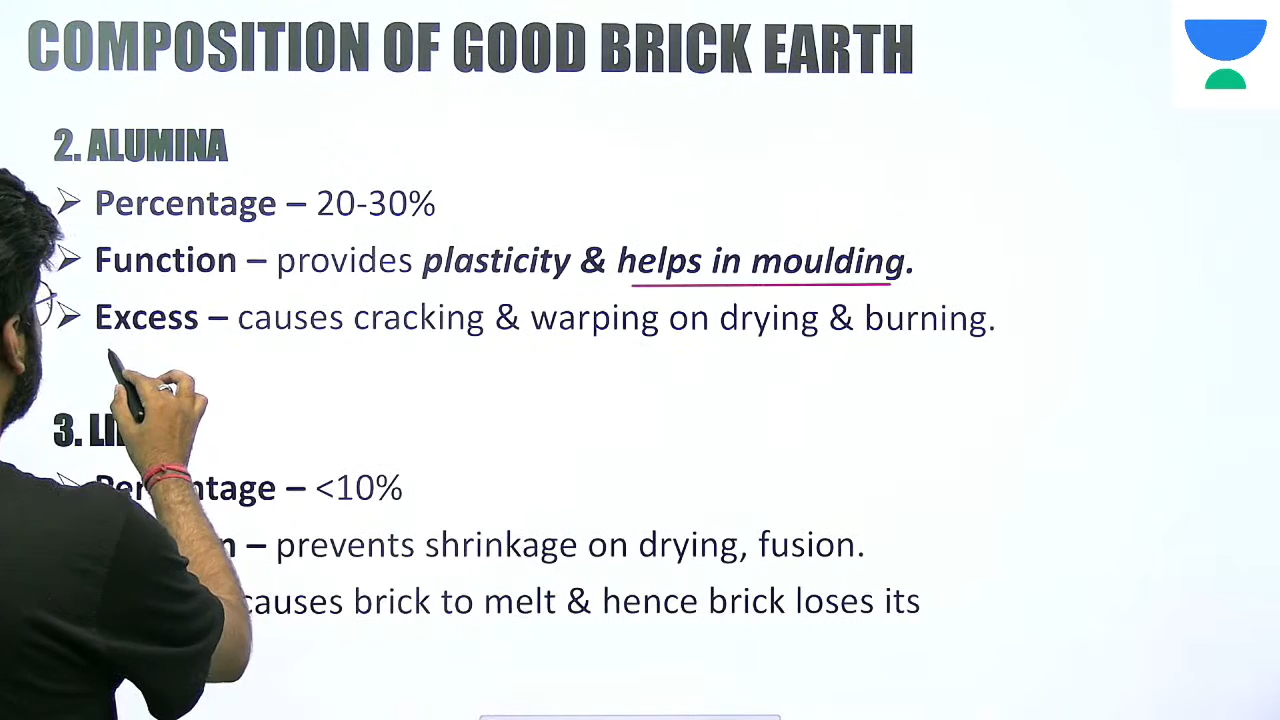 COMPOSITION OF GOOD BRICK EARTH
2. ALUMINA
Percentage – 20-30%
Function – provides plasticity & helps in moulding.
Excess – causes cracking & warping on drying & burning.
3.
Percentage – <10%
– prevents shrinkage on drying, fusion.
causes brick to melt & hence brick loses its